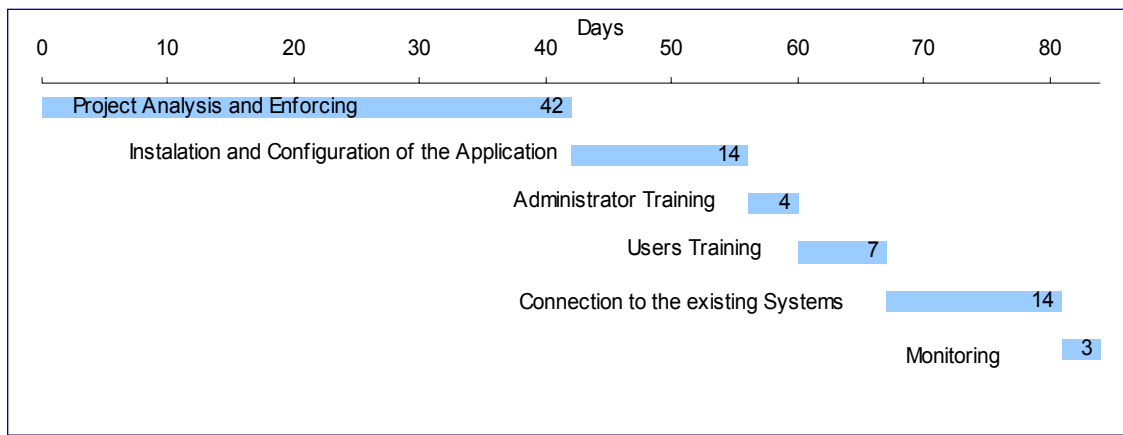 Days
0 10 20 30 40 50 60 70 80
Project Analysis and Enforcing 42
Instalation and Configuration of the Application 14
Administrator Training 4
Users Training 7
Connection to the existing Systems 14
Monitoring 3